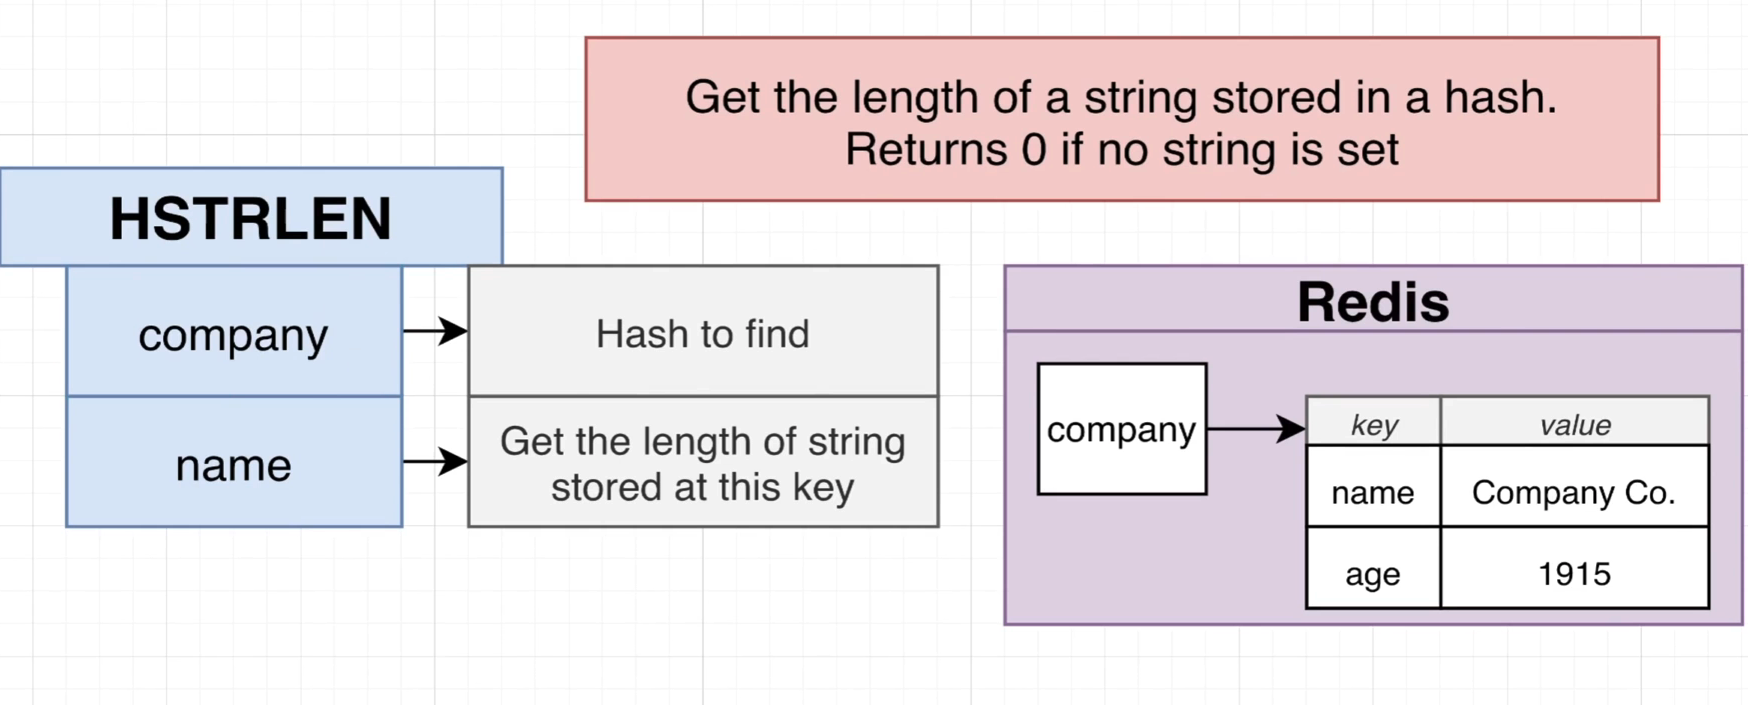 Get the length of a string stored in a hash.
Returns 0 if no string is set
HSTRLEN
company
Hash to find
name
Get the length of string
stored at this key
Redis
company
key value
name Company Co.
age 1915